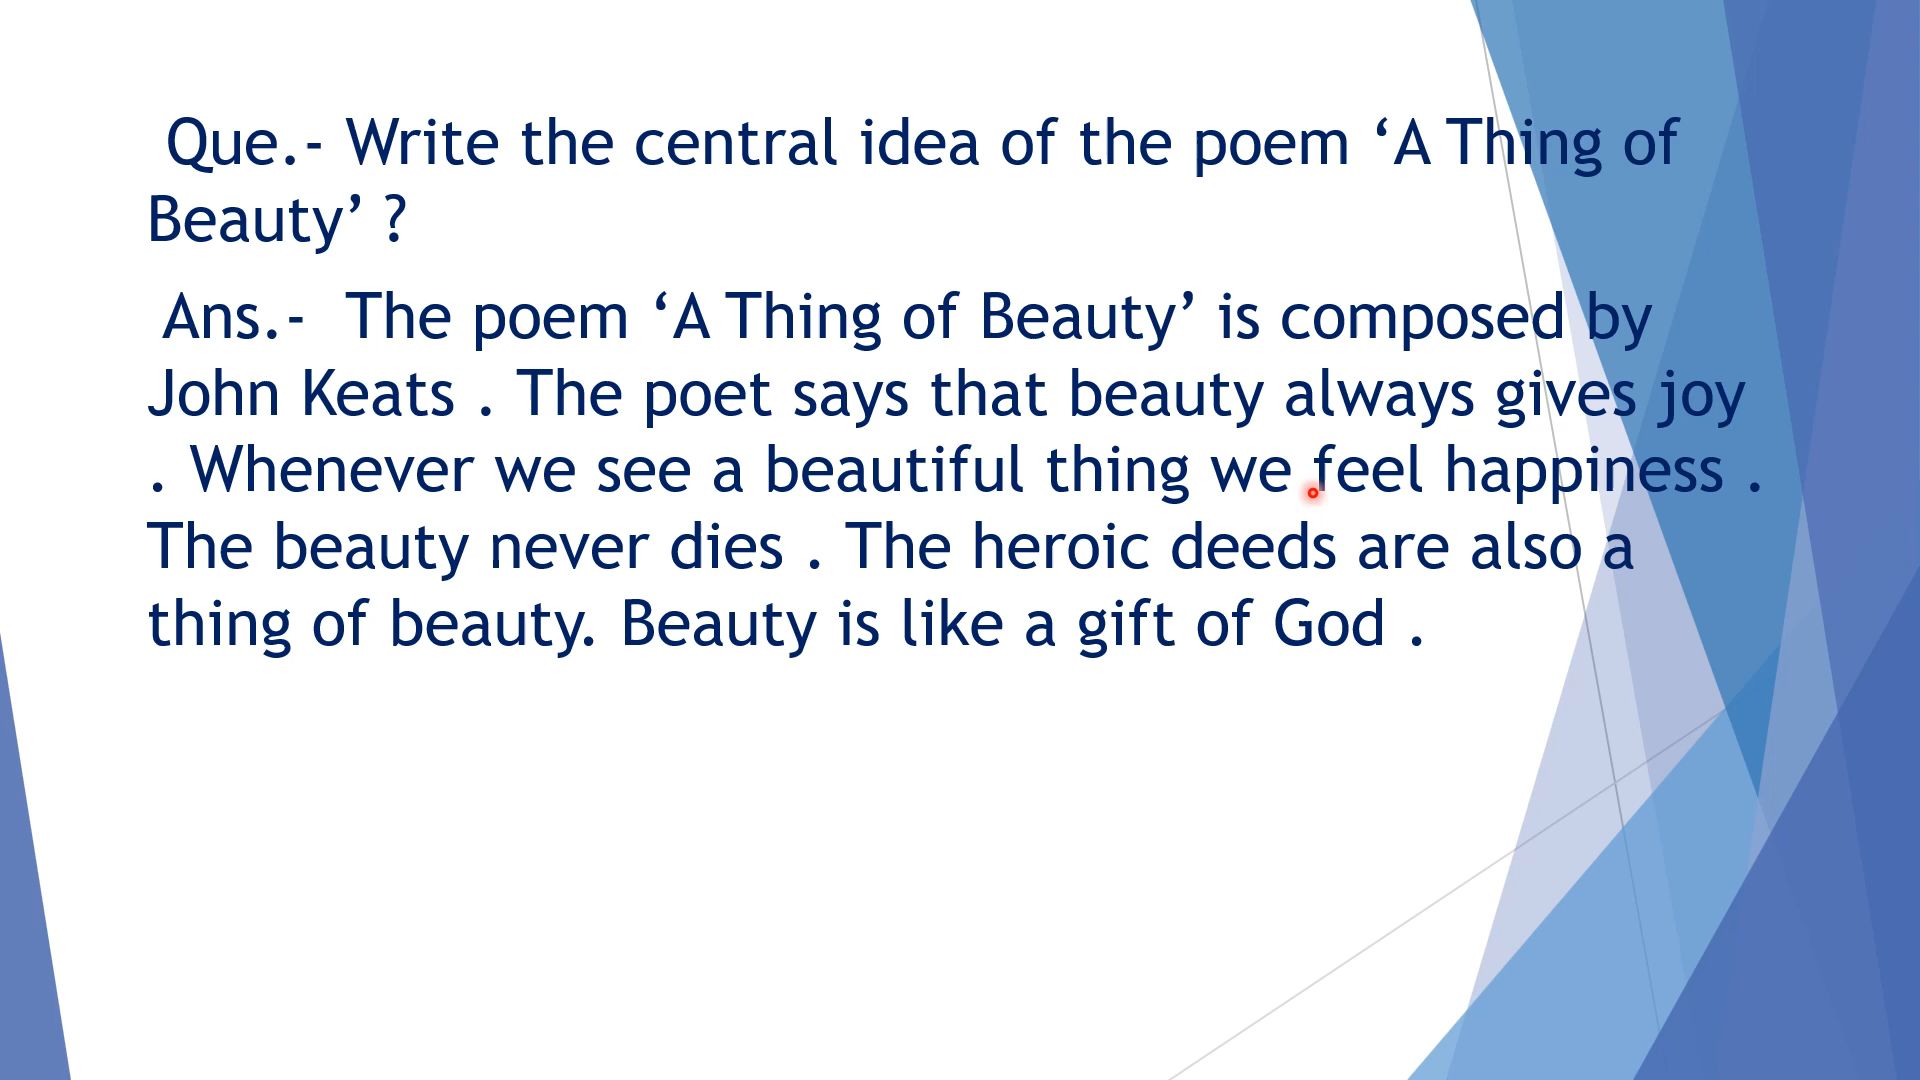 Que.- Write the central idea of the poem ‘A Thing of
Beauty’ ?
Ans.- The poem ‘A Thing of Beauty’ is composed by
John Keats . The poet says that beauty always gives joy
. Whenever we see a beautiful thing we feel happiness .
The beauty never dies . The heroic deeds are also a
thing of beauty. Beauty is like a gift of God .